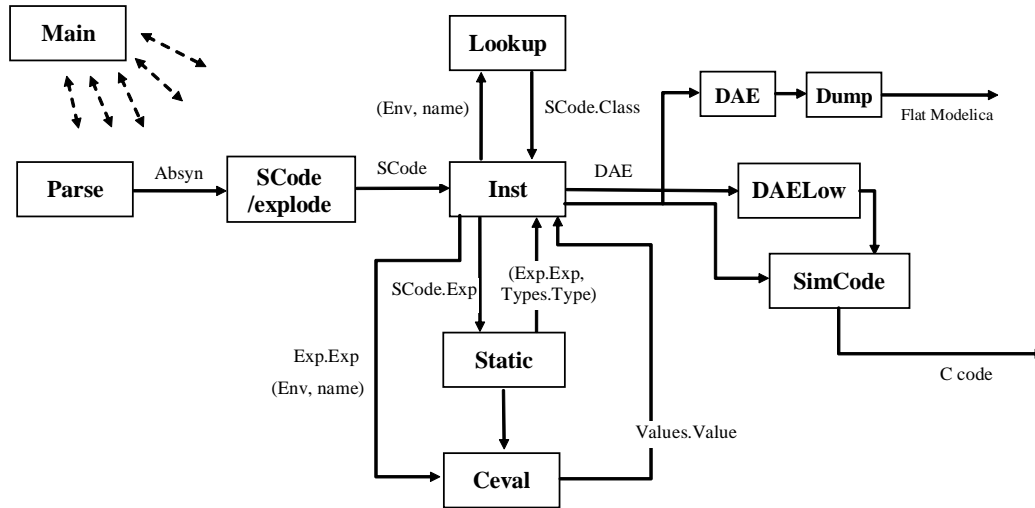 Main
Lookup
(Env, name)
SCode.Class
DAE
Dump
Flat Modelica
Parse
Absyn
SCode
/explode
SCode
Inst
DAE
DAELow
SimCode
C code
SCode.Exp
(Exp.Exp,
Types.Type)
Static
Exp.Exp
(Env, name)
Values.Value
Ceval